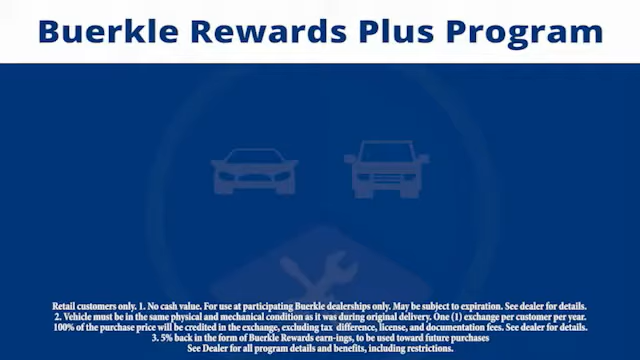 Buerkle Rewards Plus Program
Retail customers only. 1. No cash value. For use at participating Buerkle dealerships only. May be subject to expiration. See dealer for details.
2. Vehicle must be in the same physical and mechanical condition as it was during original delivery. One (1) exchange per customer per year.
100% of the purchase price will be credited in the exchange, excluding tax difference, license, and documentation fees. See dealer for details.
3. 5% back in the form of Buerkle Rewards earn-ings, to be used toward future purchases
See Dealer for all program details and benefits, including restrictions.